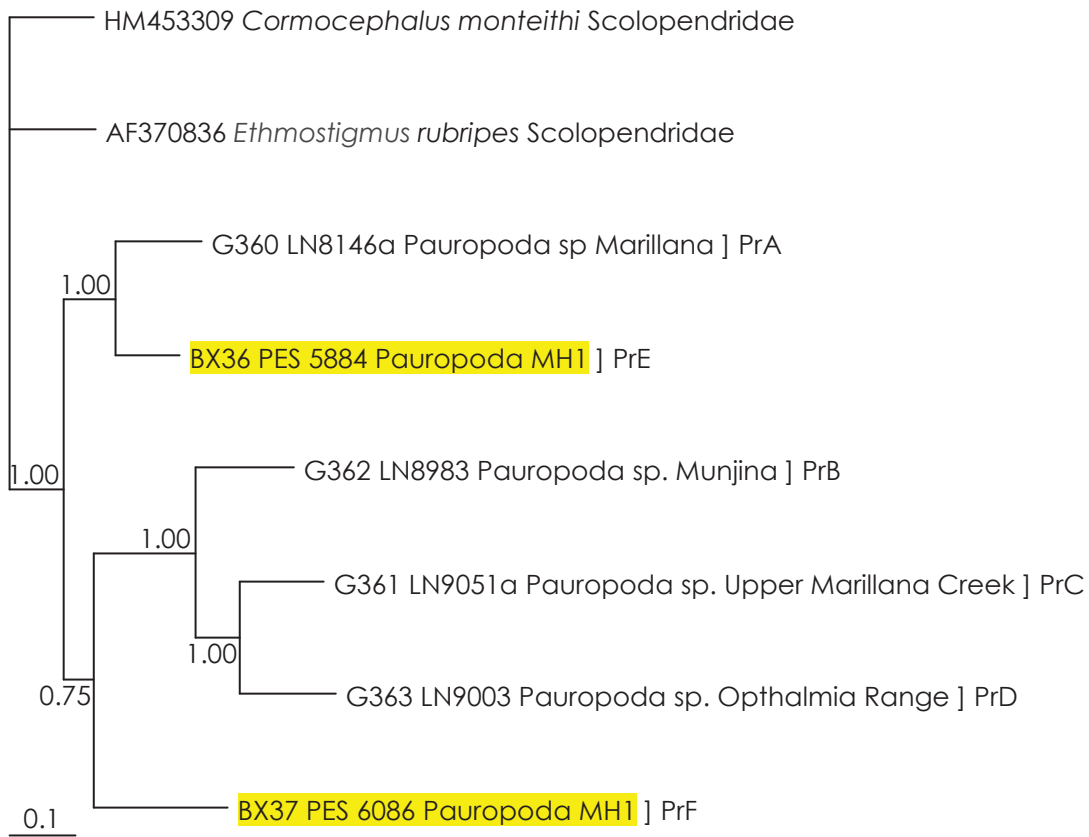 HM453309 Cormocephalus monteithi Scolopendridae
AF370836 Ethmostigmus rubripes Scolopendridae
G360 LN8146a Pauropoda sp Marillana ] PrA
1.00
BX36 PES 5884 Pauropoda MH1 ] PrE
G362 LN8983 Pauropoda sp. Munjina ] PrB
1.00
1.00
G361 LN9051a Pauropoda sp. Upper Marillana Creek ] PrC
1.00
G363 LN9003 Pauropoda sp. Opthalmia Range ] PrD
0.75
BX37 PES 6086 Pauropoda MH1 ] PrF
0.1